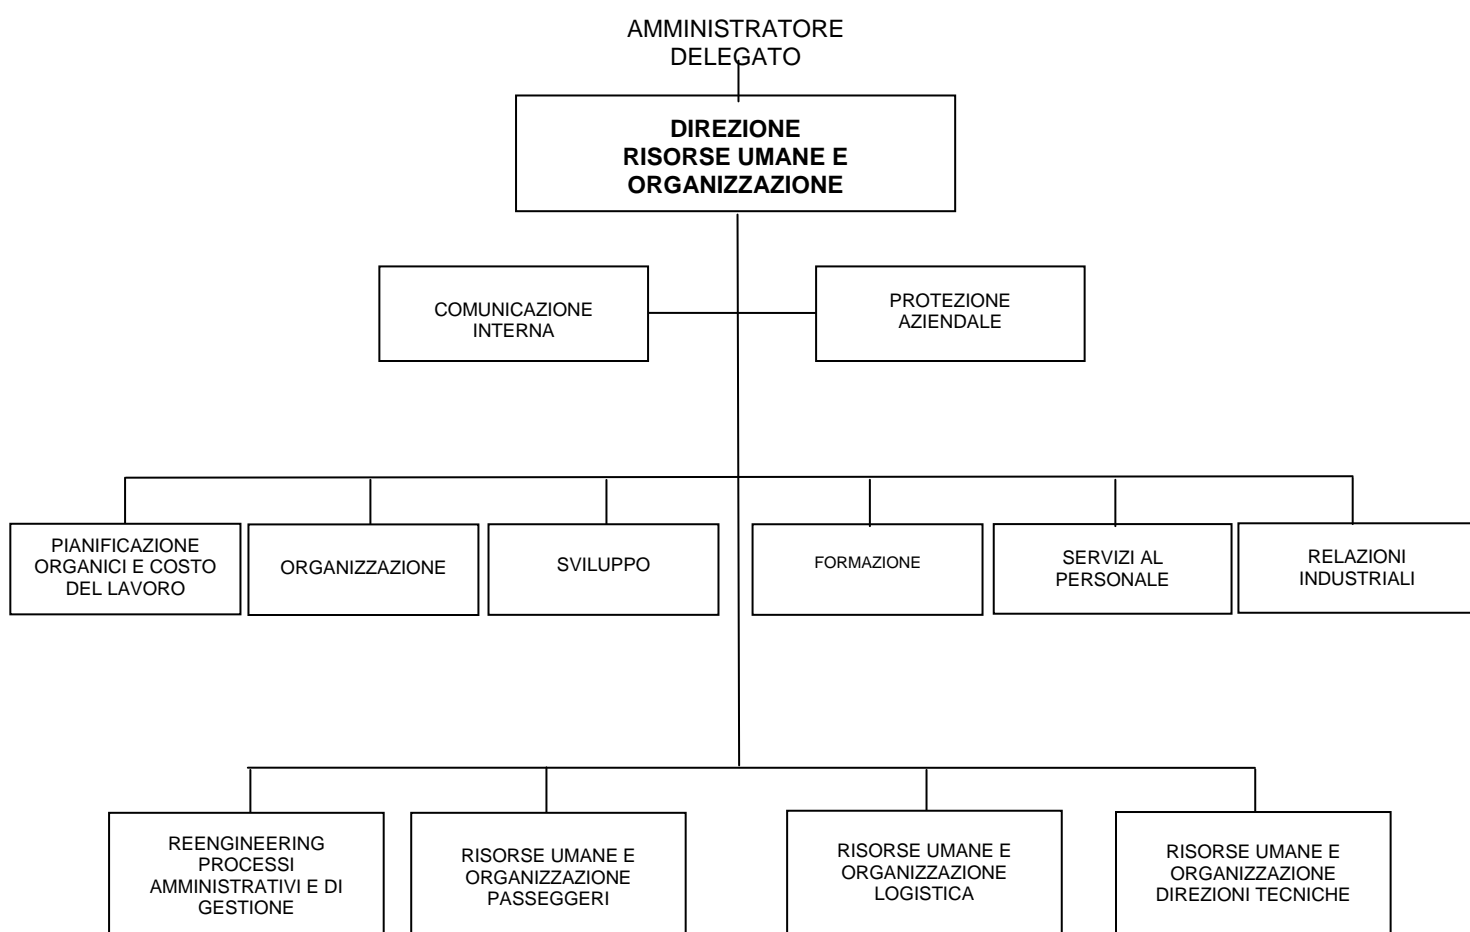 AMMINISTRATORE
DELEGATO
DIREZIONE
RISORSE UMANE E
ORGANIZZAZIONE
COMUNICAZIONE
INTERNA
PROTEZIONE
AZIENDALE
PIANIFICAZIONE
ORGANICI E COSTO
DEL LAVORO
ORGANIZZAZIONE
SVILUPPO
FORMAZIONE
SERVIZI AL
PERSONALE
RELAZIONI
INDUSTRIALI
REENGINEERING
PROCESSI
AMMINISTRATIVI E DI
GESTIONE
RISORSE UMANE E
ORGANIZZAZIONE
PASSEGGERI
RISORSE UMANE E
ORGANIZZAZIONE
LOGISTICA
RISORSE UMANE E
ORGANIZZAZIONE
DIREZIONI TECNICHE